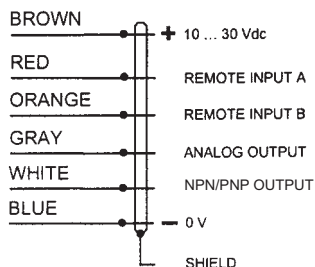 BROWN
+ 10 ... 30 Vdc
RED
REMOTE INPUT A
ORANGE
REMOTE INPUT B
GRAY
ANALOG OUTPUT
WHITE
NPN/PNP OUTPUT
BLUE
− 0 V
SHIELD